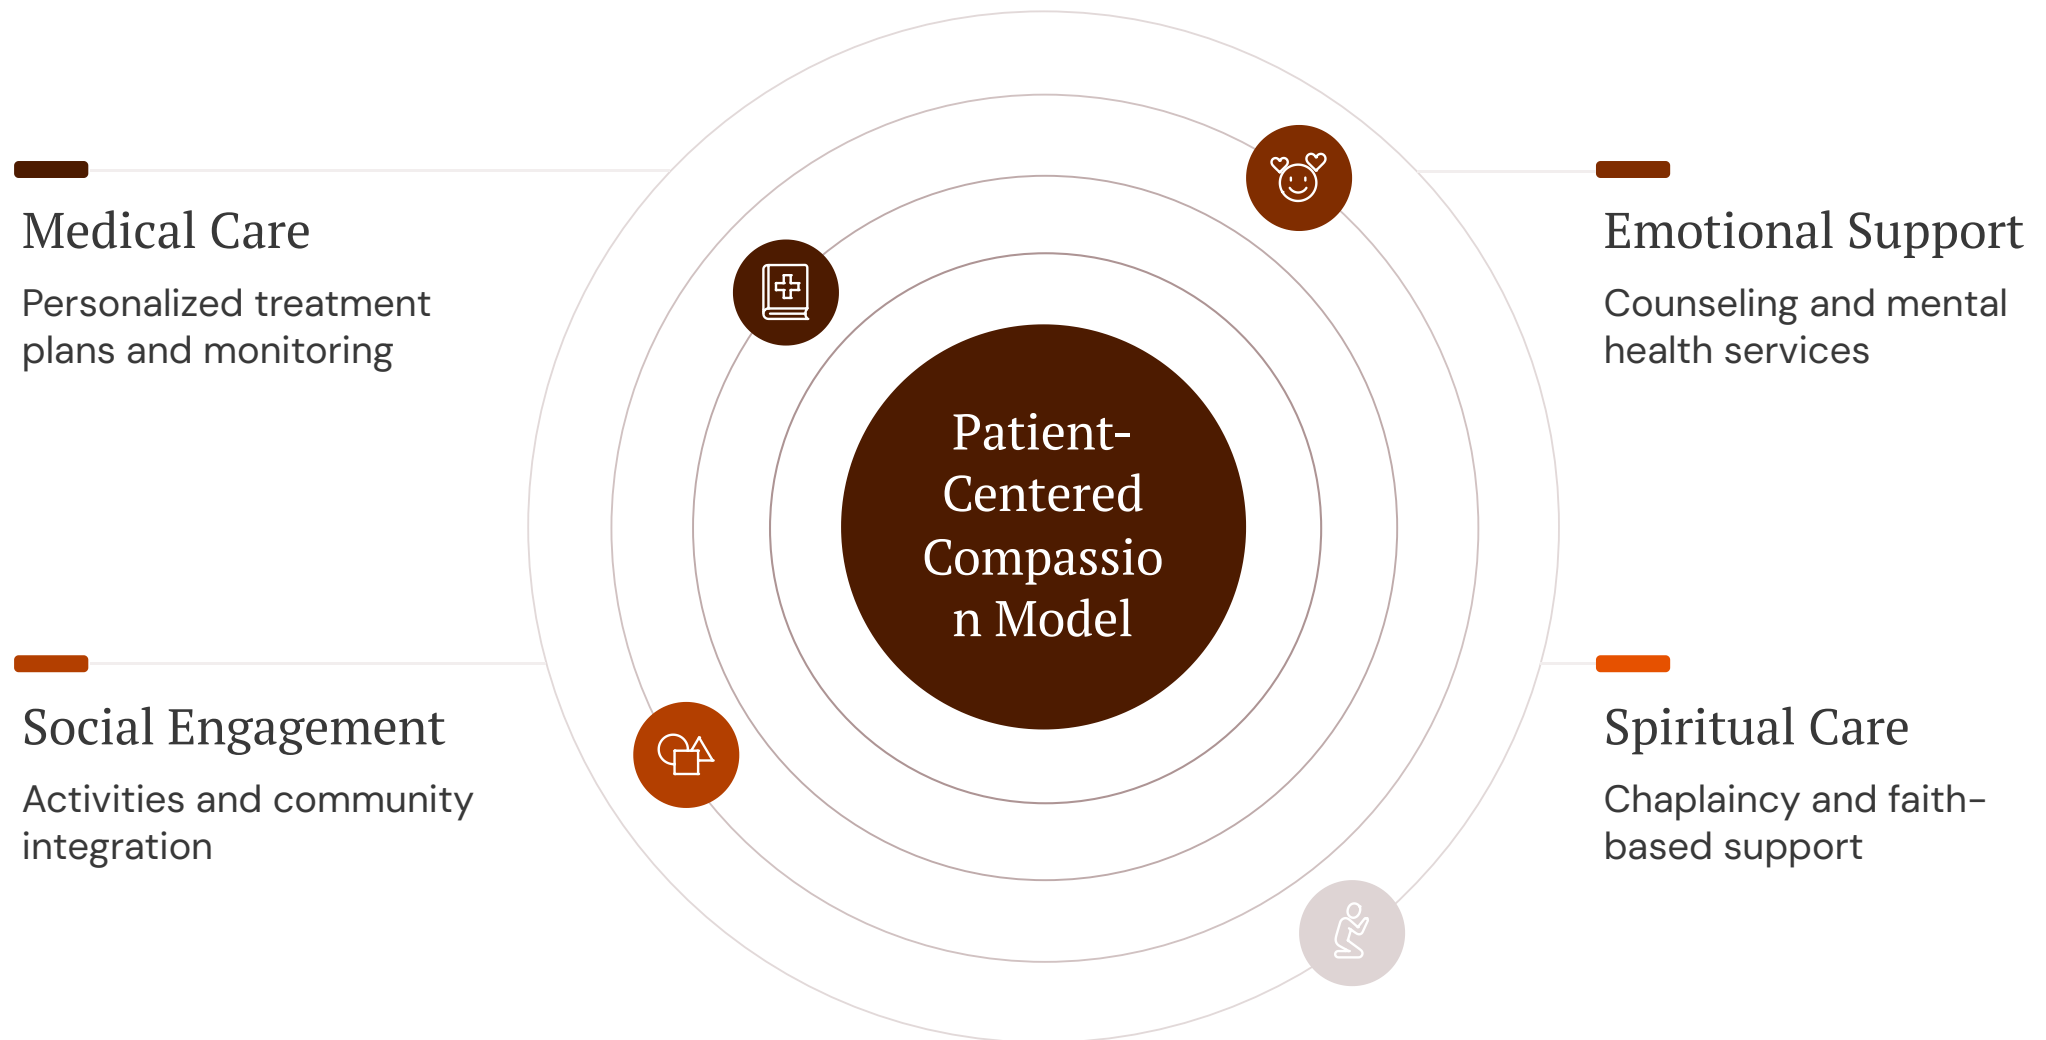 Medical Care
Personalized treatment
plans and monitoring
Emotional Support
Counseling and mental
health services
Patient-
Centered
Compassio
n Model
Social Engagement
Activities and community
integration
Spiritual Care
Chaplaincy and faith-
based support